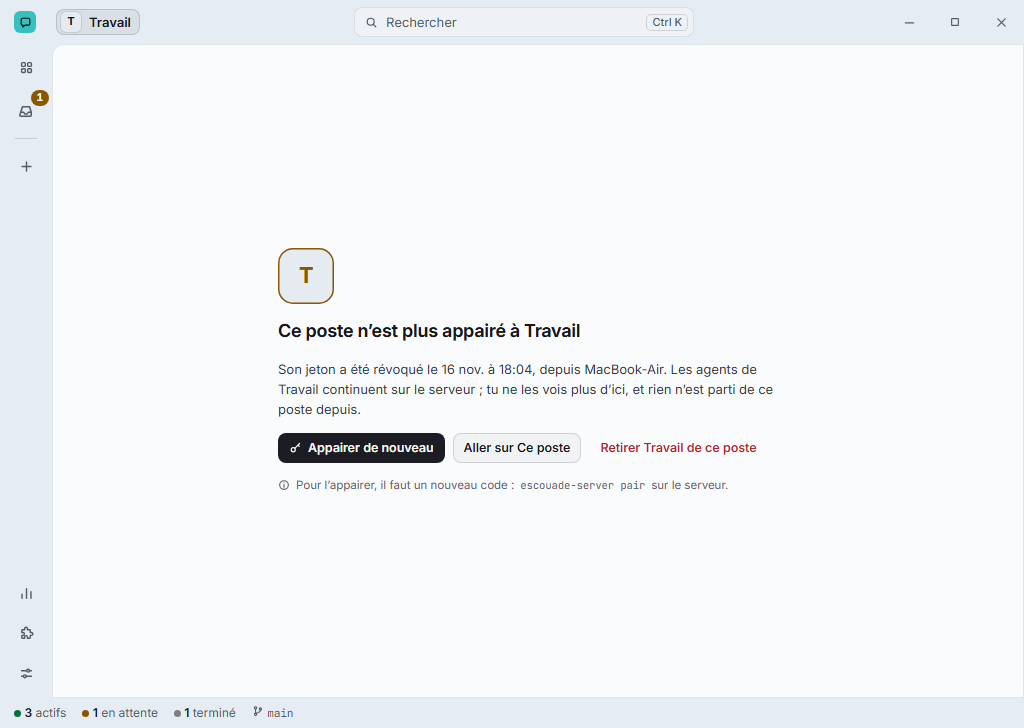 T Travail
Rechercher
Ctrl K
1
T
Ce poste n’est plus appairé à Travail
Son jeton a été révoqué le 16 nov. à 18:04, depuis MacBook-Air. Les agents de
Travail continuent sur le serveur ; tu ne les vois plus d’ici, et rien n’est parti de ce
poste depuis.
Appairer de nouveau
Aller sur Ce poste
Retirer Travail de ce poste
Pour l’appairer, il faut un nouveau code : escouade-server pair sur le serveur.
3 actifs
1 en attente
1 terminé
main